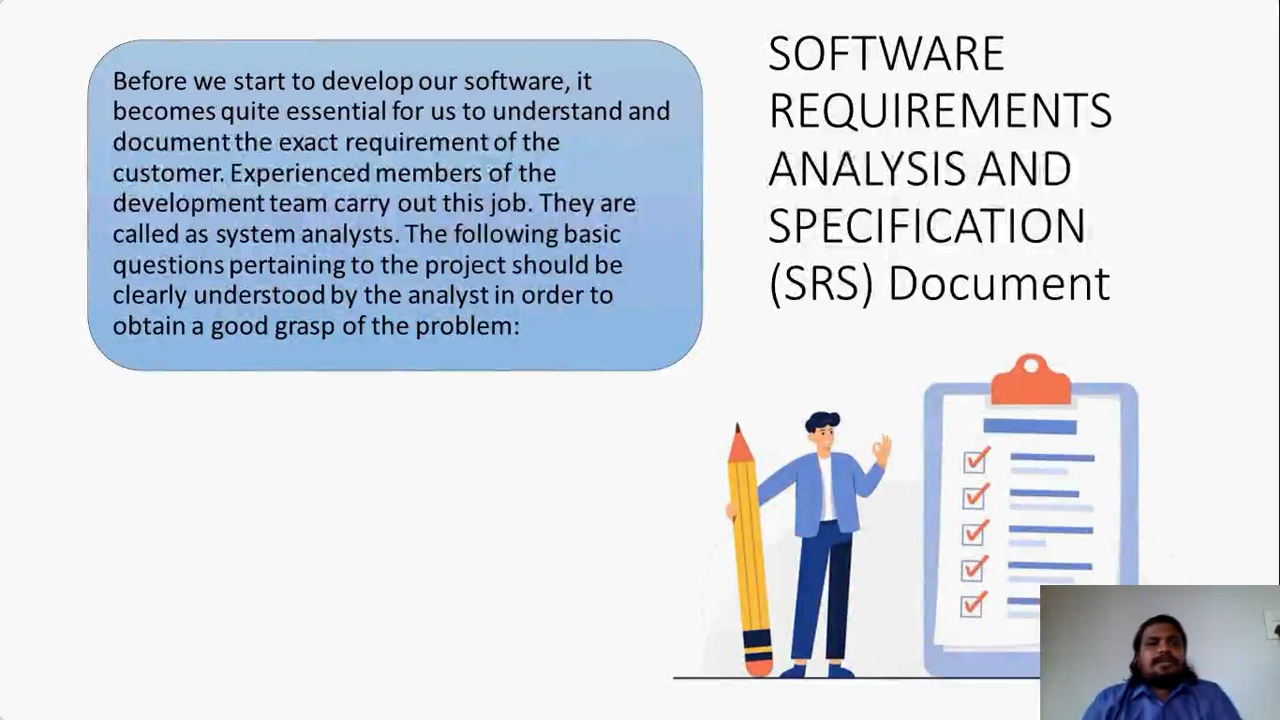 Before we start to develop our software, it
becomes quite essential for us to understand and
document the exact requirement of the
customer. Experienced members of the
development team carry out this job. They are
called as system analysts. The following basic
questions pertaining to the project should be
clearly understood by the analyst in order to
obtain a good grasp of the problem:
SOFTWARE
REQUIREMENTS
ANALYSIS AND
SPECIFICATION
(SRS) Document